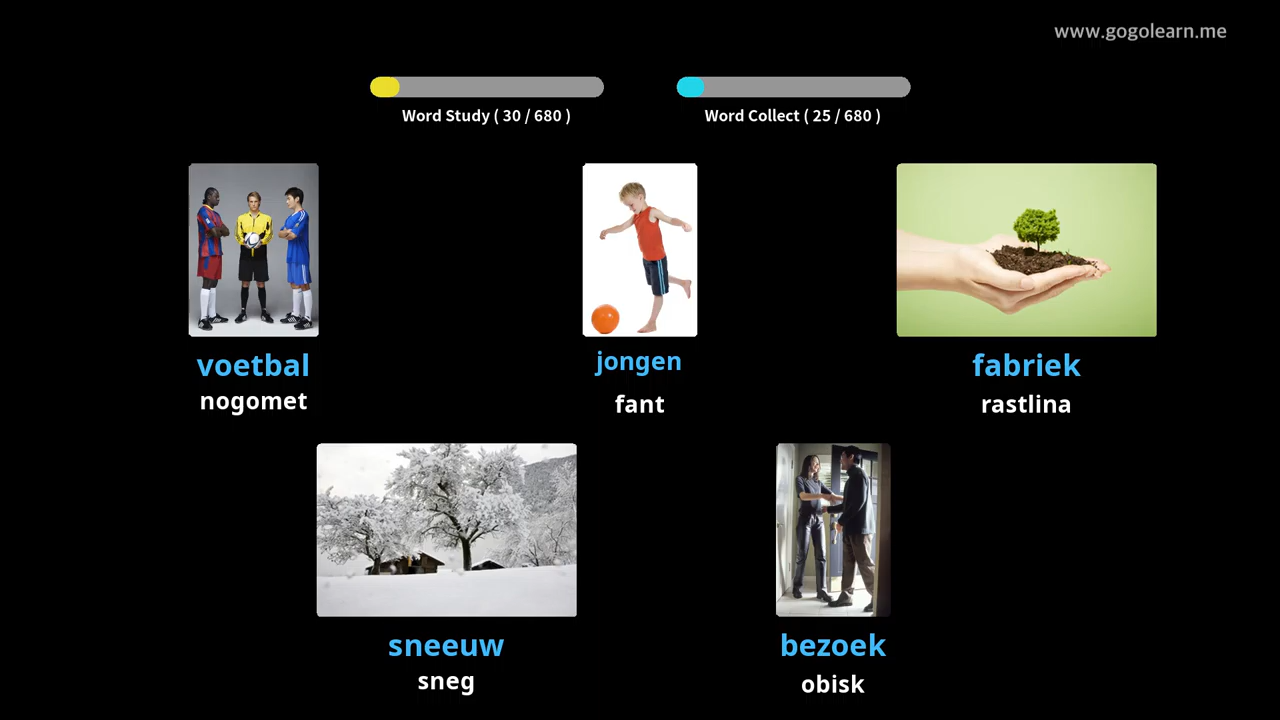 www.gogolearn.me
Word Study ( 30 / 680 )
Word Collect ( 25 / 680 )
voetbal
nogomet
jongen
fant
fabriek
rastlina
sneeuw
sneg
bezoek
obisk